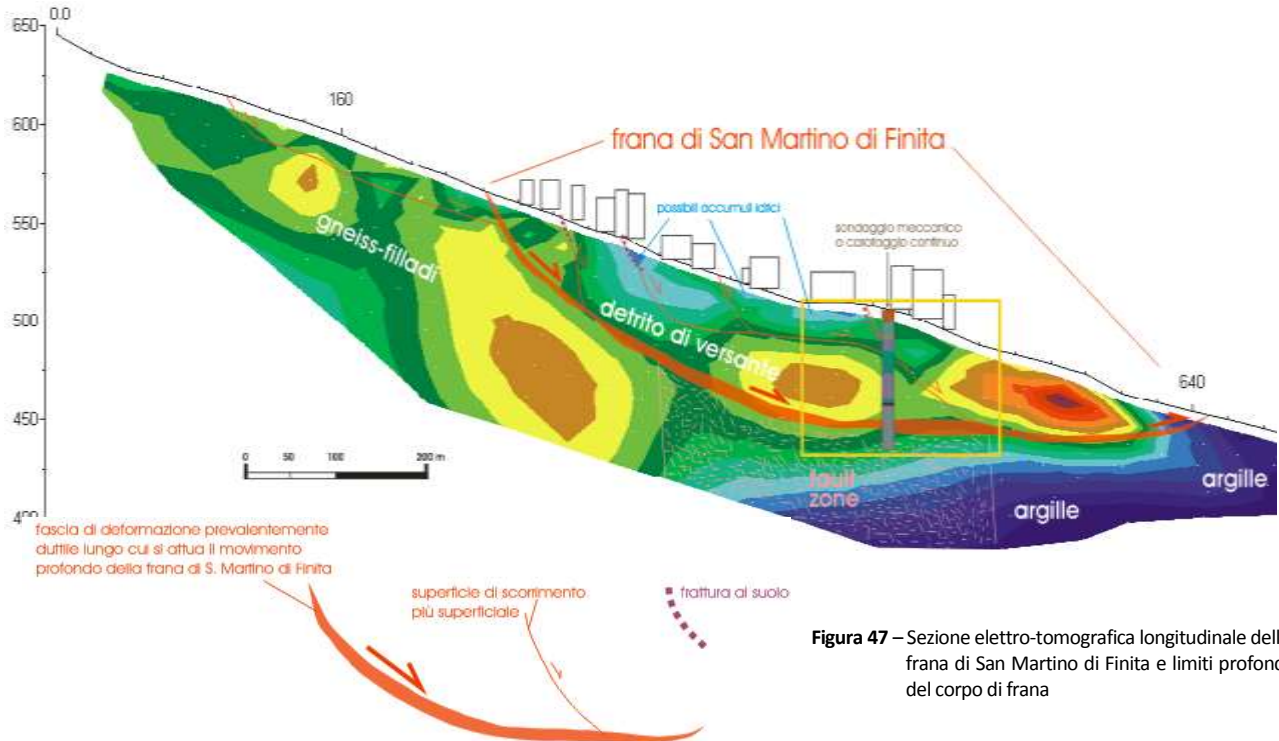 650
0.0
600
550
500
450
400
160
frana di San Martino di Finita
possibili accumuli idrici
sondaggio meccanico
a carotaggio continuo
gneiss-filladi
detrito di versante
640
fault
zone
argille
argille
0 50 100 200 m
fascia di deformazione prevalentemente
duttile lungo cui si attua il movimento
profondo della frana di S. Martino di Finita
superficie di scorrimento
più superficiale
frattura al suolo
Figura 47 – Sezione elettro-tomografica longitudinale dell
frana di San Martino di Finita e limiti profond
del corpo di frana